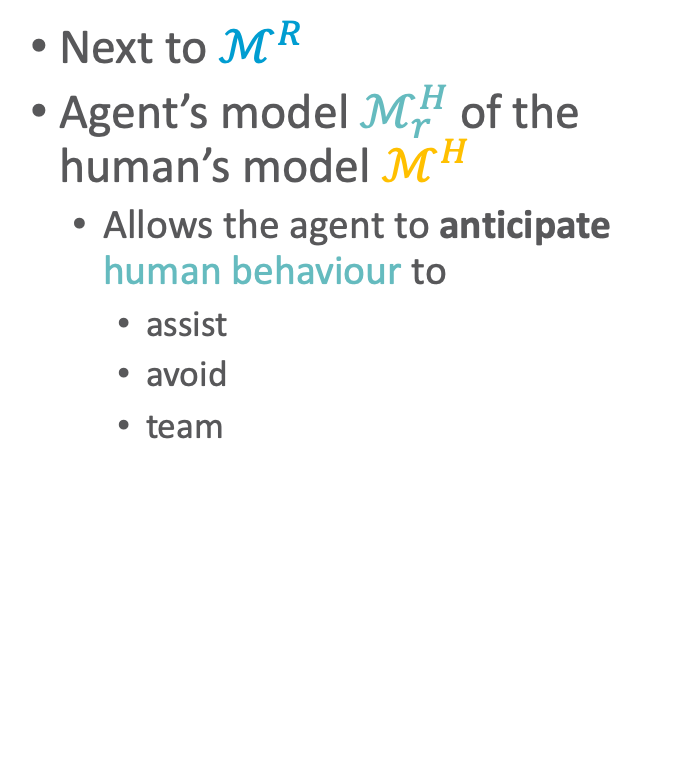 • Next to ℳ^R
• Agent’s model ℳ_r^H of the
human’s model ℳ^H
• Allows the agent to anticipate
human behaviour to
• assist
• avoid
• team